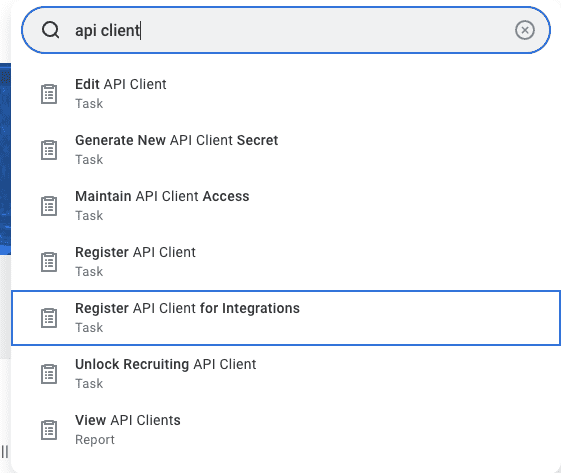 api client
Edit API Client
Task
Generate New API Client Secret
Task
Maintain API Client Access
Task
Register API Client
Task
Register API Client for Integrations
Task
Unlock Recruiting API Client
Task
View API Clients
Report